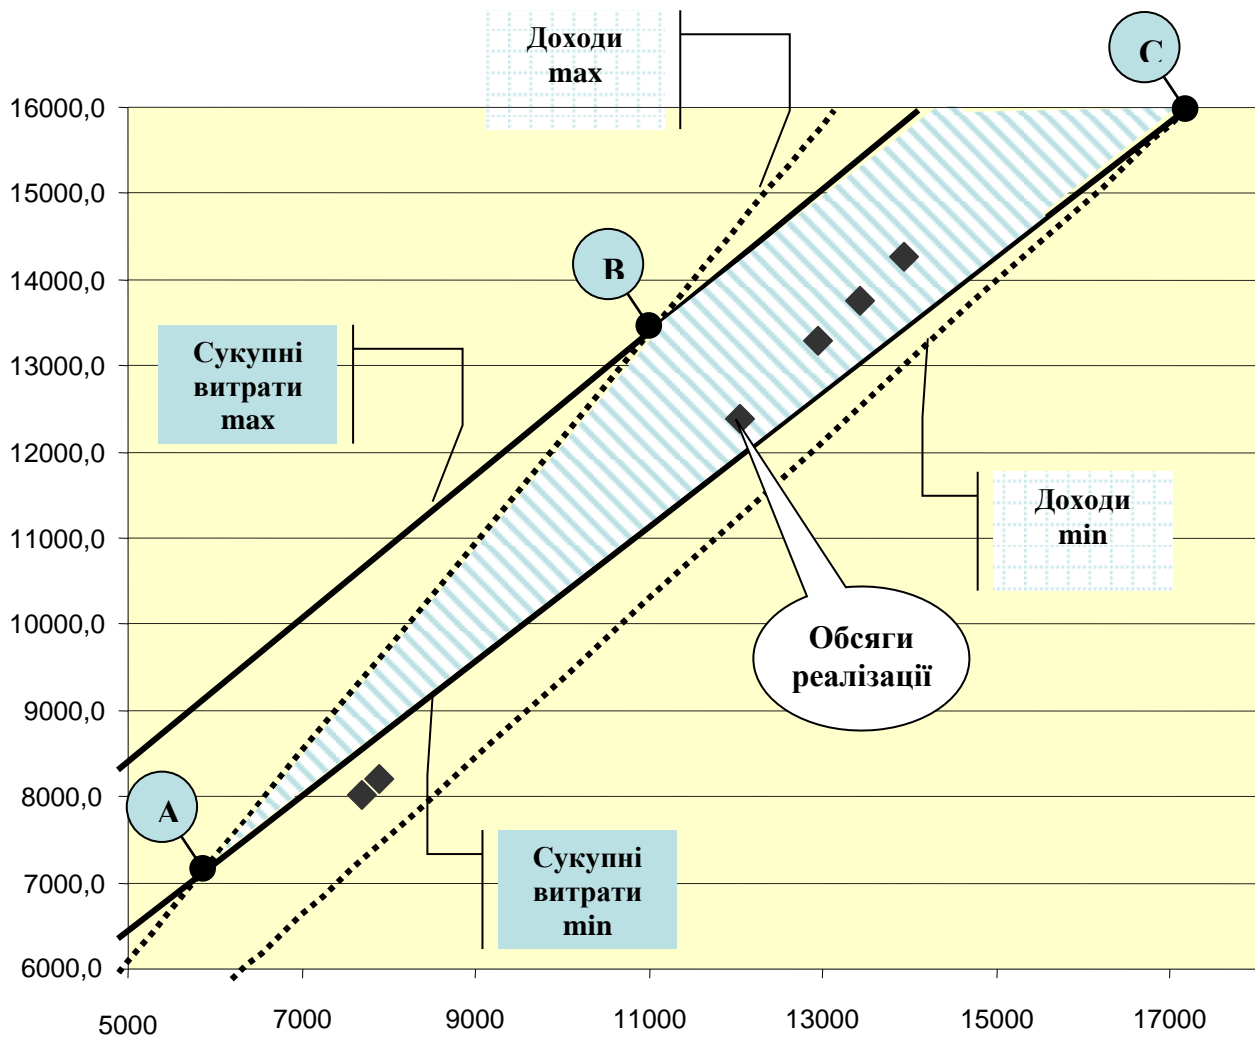 Доходи
max
C
16000,0
15000,0
14000,0
13000,0
12000,0
11000,0
10000,0
9000,0
8000,0
7000,0
6000,0
B
Сукупні
витрати
max
Доходи
min
Обсяги
реалізації
A
Сукупні
витрати
min
5000
7000
9000
11000
13000
15000
17000